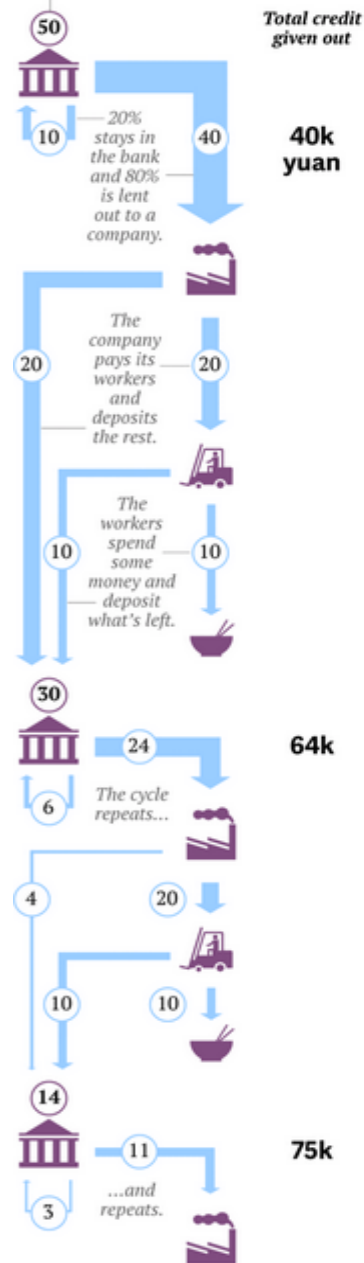 50
Total credit
given out
10
20%
stays in
the bank
and 80%
is lent
out to a
company.
40
40k
yuan
20
The
company
pays its
workers
and
deposits
the rest.
20
10
The
workers
spend
some
money and
deposit
what's left.
10
30
24
64k
6
The cycle
repeats...
4
20
10
10
14
11
75k
3
...and
repeats.